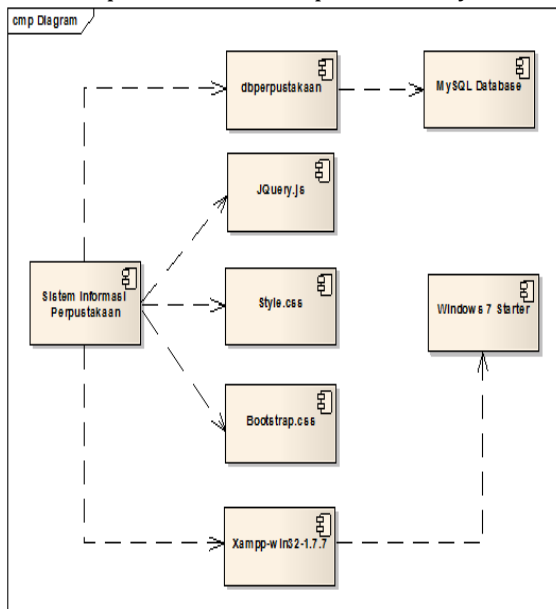 cmp Diagram
dbperpustakaan
MySQL Database
JQuery.js
Sistem Informasi
Perpustakaan
Style.css
Windows 7 Starter
Bootstrap.css
Xampp-win32-1.7.7